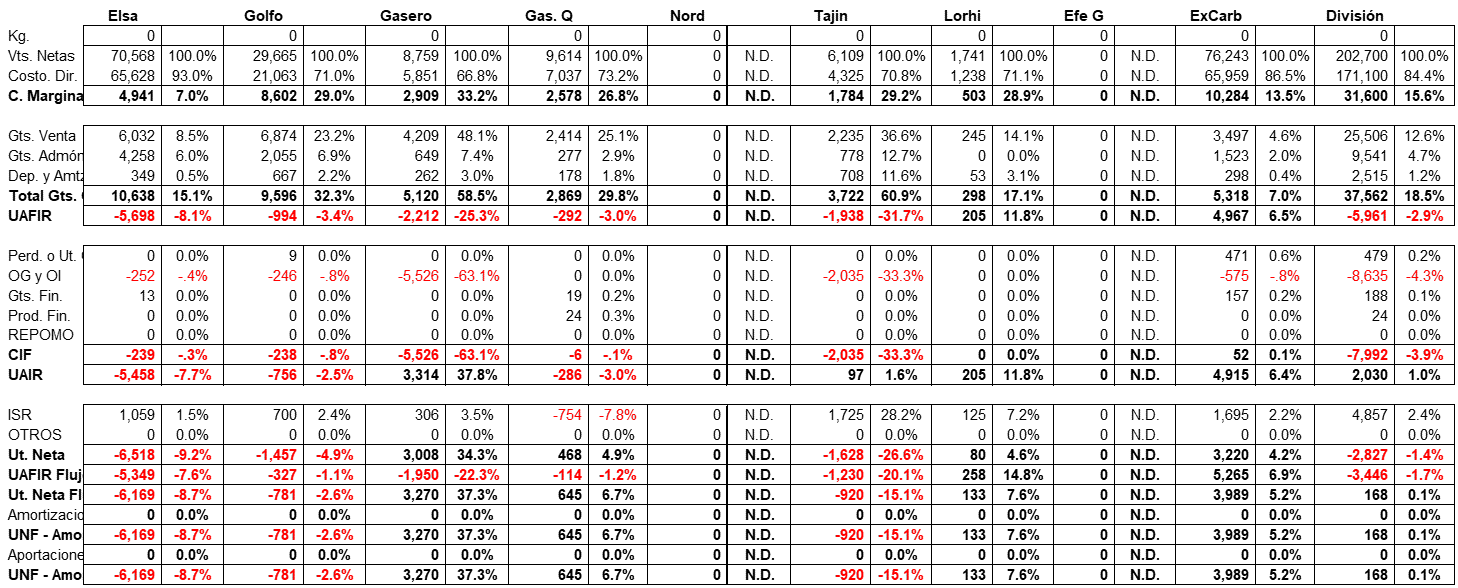 Elsa Golfo Gasero Gas. Q Nord Tajin Lorhi Efe G ExCarb División
Kg. 0 0 0 0 0 0 0 0 0 0
Vts. Netas 70,568 100.0% 29,665 100.0% 8,759 100.0% 9,614 100.0% 0 N.D. 6,109 100.0% 1,741 100.0% 0 N.D. 76,243 100.0% 202,700 100.0%
Costo. Dir. 65,628 93.0% 21,063 71.0% 5,851 66.8% 7,037 73.2% 0 N.D. 4,325 70.8% 1,238 71.1% 0 N.D. 65,959 86.5% 171,100 84.4%
C. Margina 4,941 7.0% 8,602 29.0% 2,909 33.2% 2,578 26.8% 0 N.D. 1,784 29.2% 503 28.9% 0 N.D. 10,284 13.5% 31,600 15.6%
Gts. Venta 6,032 8.5% 6,874 23.2% 4,209 48.1% 2,414 25.1% 0 N.D. 2,235 36.6% 245 14.1% 0 N.D. 3,497 4.6% 25,506 12.6%
Gts. Admón 4,258 6.0% 2,055 6.9% 649 7.4% 277 2.9% 0 N.D. 778 12.7% 0 0.0% 0 N.D. 1,523 2.0% 9,541 4.7%
Dep. y Amtz 349 0.5% 667 2.2% 262 3.0% 178 1.8% 0 N.D. 708 11.6% 53 3.1% 0 N.D. 298 0.4% 2,515 1.2%
Total Gts. 10,638 15.1% 9,596 32.3% 5,120 58.5% 2,869 29.8% 0 N.D. 3,722 60.9% 298 17.1% 0 N.D. 5,318 7.0% 37,562 18.5%
UAFIR -5,698 -8.1% -994 -3.4% -2,212 -25.3% -292 -3.0% 0 N.D. -1,938 -31.7% 205 11.8% 0 N.D. 4,967 6.5% -5,961 -2.9%
Perd. o Ut. 0 0.0% 9 0.0% 0 0.0% 0 0.0% 0 N.D. 0 0.0% 0 0.0% 0 N.D. 471 0.6% 479 0.2%
OG y OI -252 -.4% -246 -.8% -5,526 -63.1% 0 0.0% 0 N.D. -2,035 -33.3% 0 0.0% 0 N.D. -575 -.8% -8,635 -4.3%
Gts. Fin. 13 0.0% 0 0.0% 0 0.0% 19 0.2% 0 N.D. 0 0.0% 0 0.0% 0 N.D. 157 0.2% 188 0.1%
Prod. Fin. 0 0.0% 0 0.0% 0 0.0% 24 0.3% 0 N.D. 0 0.0% 0 0.0% 0 N.D. 0 0.0% 24 0.0%
REPOMO 0 0.0% 0 0.0% 0 0.0% 0 0.0% 0 N.D. 0 0.0% 0 0.0% 0 N.D. 0 0.0% 0 0.0%
CIF -239 -.3% -238 -.8% -5,526 -63.1% -6 -.1% 0 N.D. -2,035 -33.3% 0 0.0% 0 N.D. 52 0.1% -7,992 -3.9%
UAIR -5,458 -7.7% -756 -2.5% 3,314 37.8% -286 -3.0% 0 N.D. 97 1.6% 205 11.8% 0 N.D. 4,915 6.4% 2,030 1.0%
ISR 1,059 1.5% 700 2.4% 306 3.5% -754 -7.8% 0 N.D. 1,725 28.2% 125 7.2% 0 N.D. 1,695 2.2% 4,857 2.4%
OTROS 0 0.0% 0 0.0% 0 0.0% 0 0.0% 0 N.D. 0 0.0% 0 0.0% 0 N.D. 0 0.0% 0 0.0%
Ut. Neta -6,518 -9.2% -1,457 -4.9% 3,008 34.3% 468 4.9% 0 N.D. -1,628 -26.6% 80 4.6% 0 N.D. 3,220 4.2% -2,827 -1.4%
UAFIR Fluj -5,349 -7.6% -327 -1.1% -1,950 -22.3% -114 -1.2% 0 N.D. -1,230 -20.1% 258 14.8% 0 N.D. 5,265 6.9% -3,446 -1.7%
Ut. Neta Fl -6,169 -8.7% -781 -2.6% 3,270 37.3% 645 6.7% 0 N.D. -920 -15.1% 133 7.6% 0 N.D. 3,989 5.2% 168 0.1%
Amortizacio 0 0.0% 0 0.0% 0 0.0% 0 0.0% 0 N.D. 0 0.0% 0 0.0% 0 N.D. 0 0.0% 0 0.0%
UNF - Amo -6,169 -8.7% -781 -2.6% 3,270 37.3% 645 6.7% 0 N.D. -920 -15.1% 133 7.6% 0 N.D. 3,989 5.2% 168 0.1%
Aportacione 0 0.0% 0 0.0% 0 0.0% 0 0.0% 0 N.D. 0 0.0% 0 0.0% 0 N.D. 0 0.0% 0 0.0%
UNF - Amo -6,169 -8.7% -781 -2.6% 3,270 37.3% 645 6.7% 0 N.D. -920 -15.1% 133 7.6% 0 N.D. 3,989 5.2% 168 0.1%